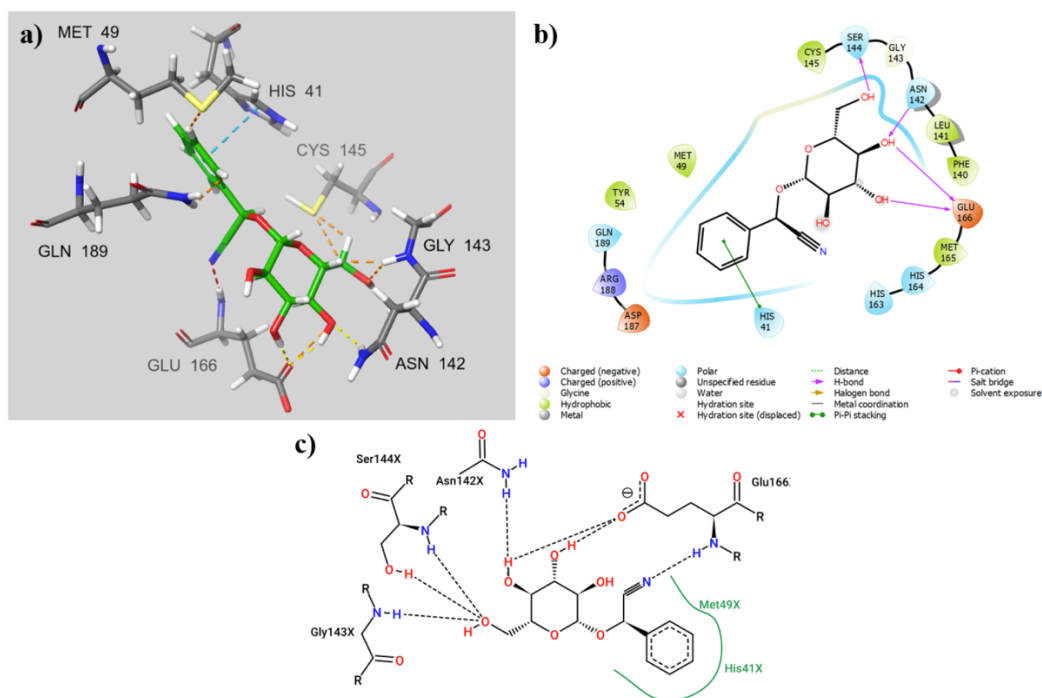 a)
MET 49
HIS 41
CYS 145
GLN 189
GLY 143
GLU 166
ASN 142
b)
SER
144
GLY
143
CYS
145
ASN
142
LEU
141
PHE
140
MET
49
TYR
54
GLU
166
GLN
189
MET
165
ARG
188
HIS
164
HIS
163
ASP
187
HIS
41
OH
OH
O
O
OH
HO
N
Charged (negative)
Charged (positive)
Glycine
Hydrophobic
Metal
Polar
Unspecified residue
Water
Hydration site
Hydration site (displaced)
Distance
H-bond
Halogen bond
Metal coordination
Pi-Pi stacking
Pi-cation
Salt bridge
Solvent exposure
c)
Ser144X
Asn142X
Glu166:
Gly143X
Met49X
His41X
O
N
H
H
R
O
N
R
H
O
H
R
N
H
O
R
O
O
O
R
N
H
R
H
O
O
H
OH
N
O
H
O
O